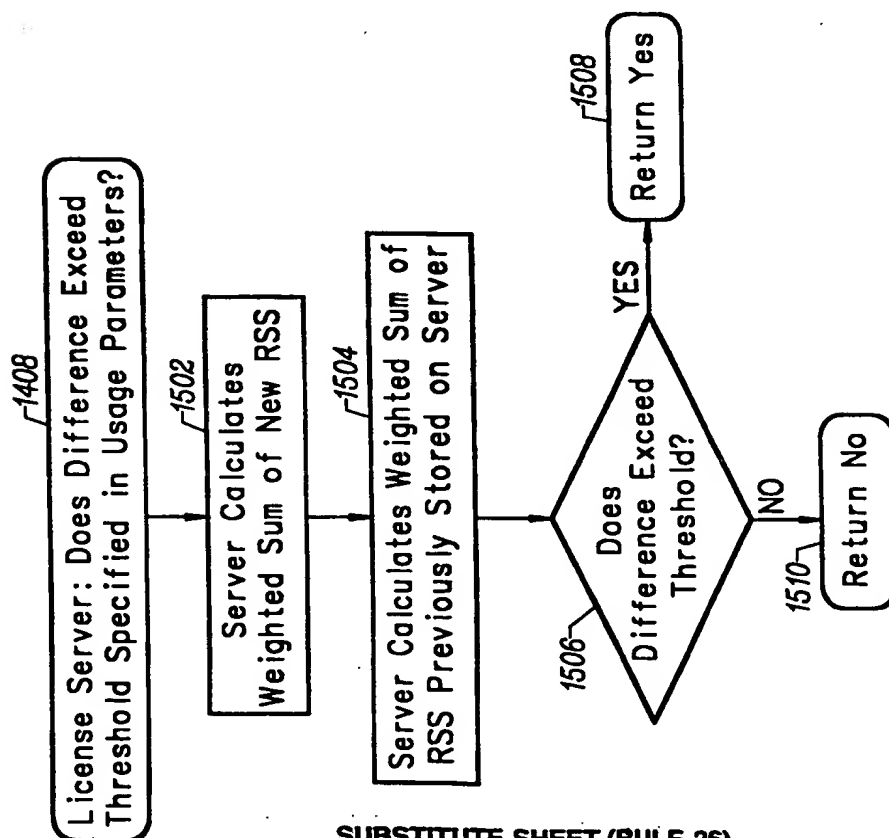 1408
License Server: Does Difference Exceed
Threshold Specified in Usage Parameters?
1502
Server Calculates
Weighted Sum of New RSS
1504
Server Calculates Weighted Sum of
RSS Previously Stored on Server
1506
Does
Difference Exceed
Threshold?
YES
1508
Return Yes
NO
1510
Return No
SUBSTITUTE SHEET (RULE 26)